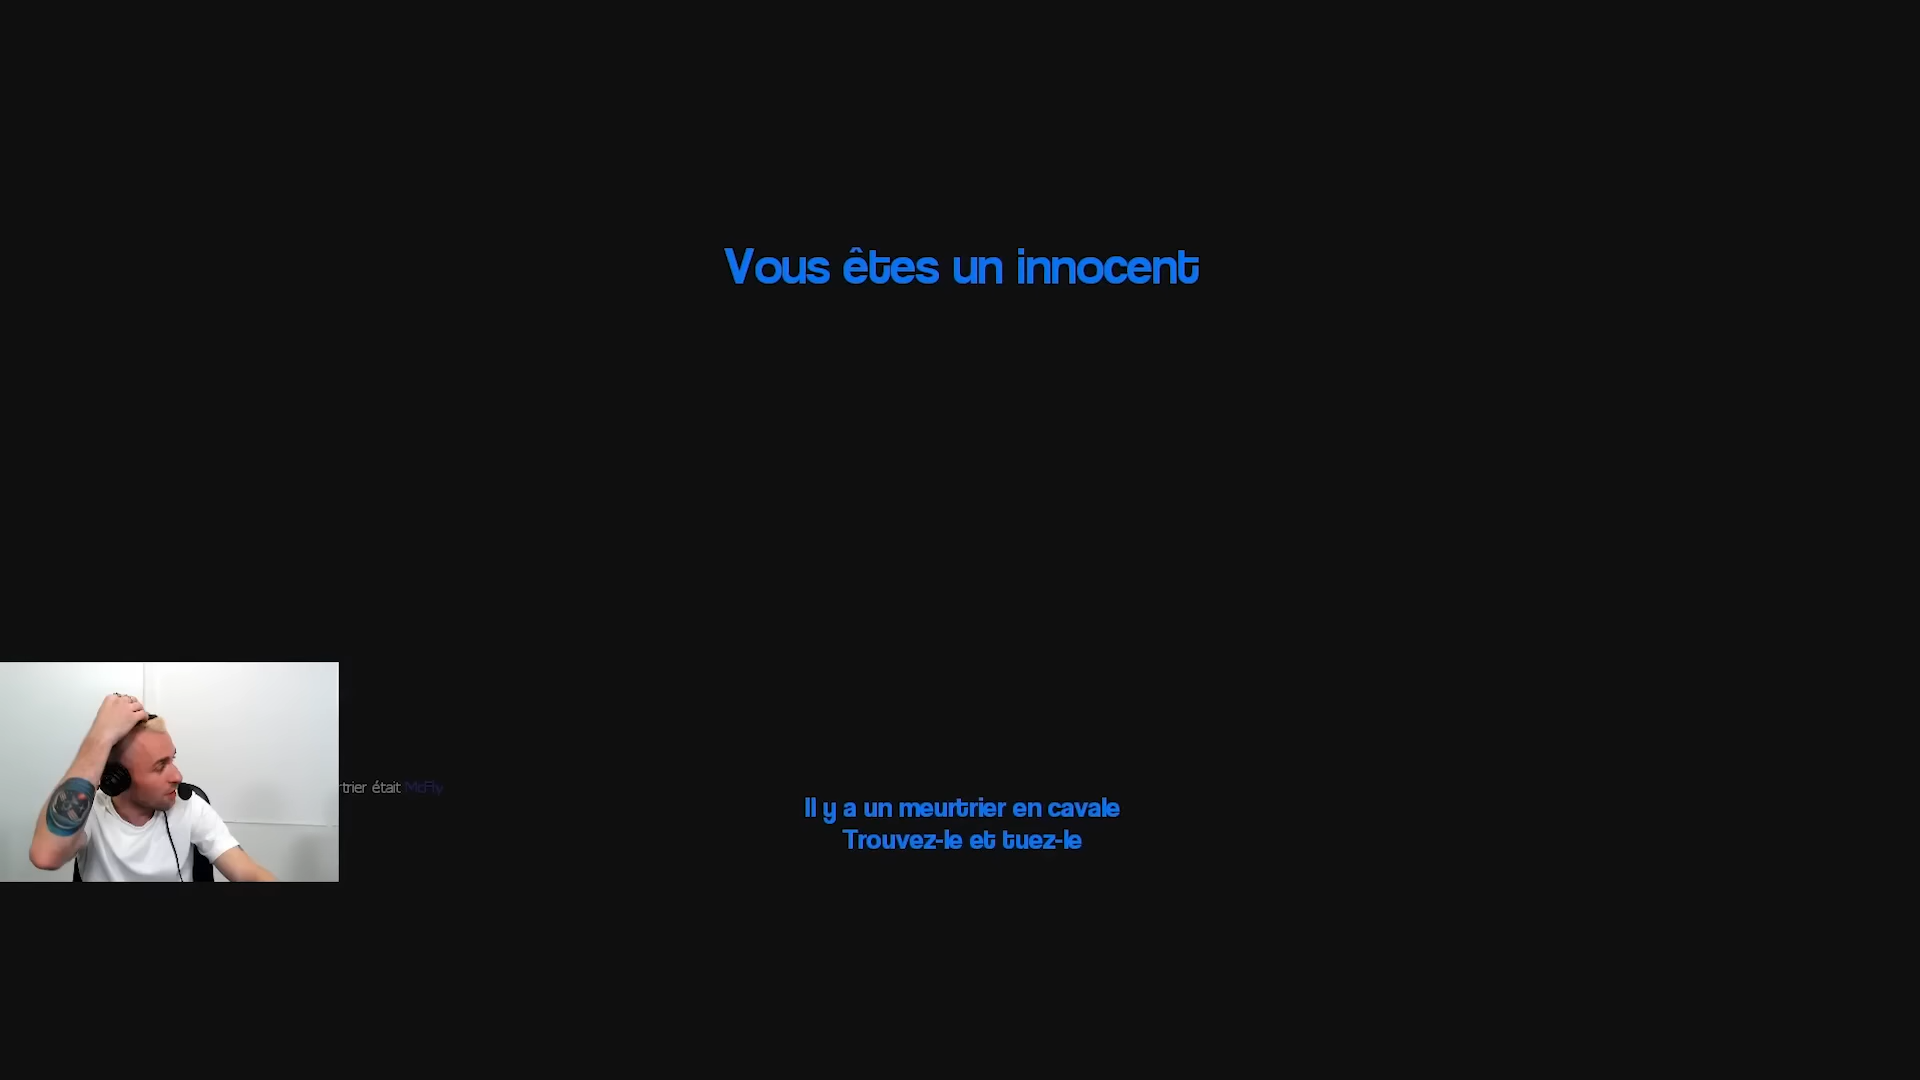 Vous êtes un innocent
trier était McFly
Il y a un meurtrier en cavale
Trouvez-le et tuez-le